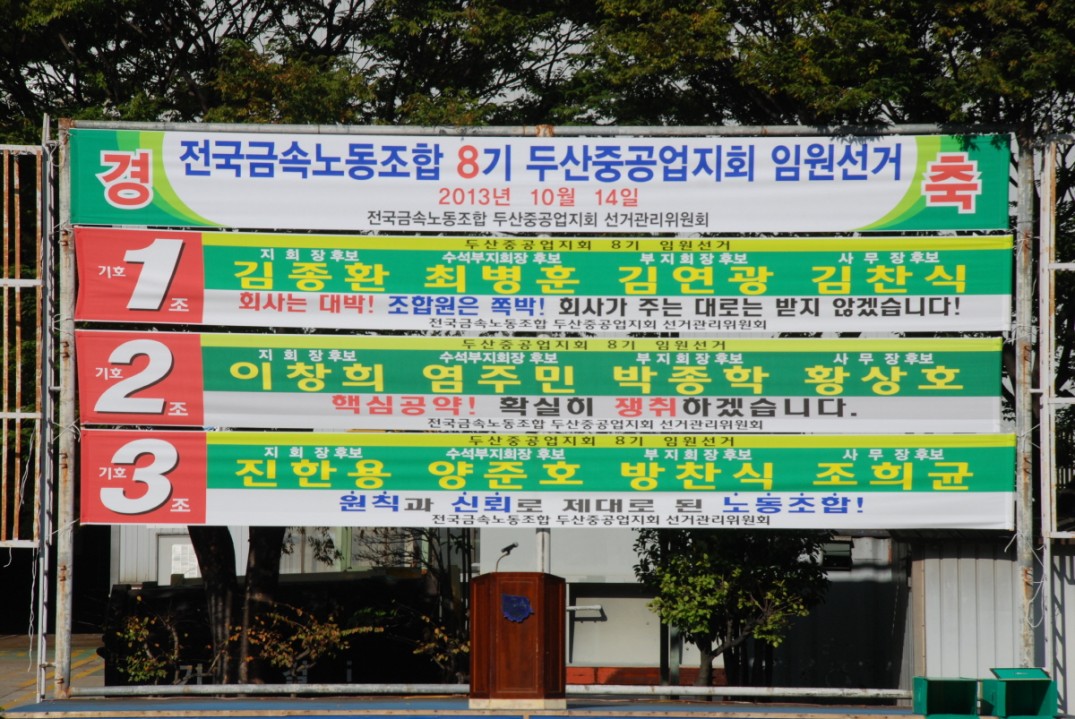 경 축
전국금속노동조합 8기 두산중공업지회 임원선거
2013년 10월 14일
전국금속노동조합 두산중공업지회 선거관리위원회
두산중공업지회 8기 임원선거
기호 1 조
지회장후보 수석부지회장 후보 부지회장후보 사무장후보
김종환 최병훈 김연광 김찬식
회사는 대박! 조합원은 쪽박! 회사가 주는 대로는 받지 않겠습니다!
전국금속노동조합 두산중공업지회 선거관리위원회
두산중공업지회 8기 임원선거
기호 2 조
지회장후보 수석부지회장 후보 부지회장후보 사무장후보
이창희 염주민 박종학 황상호
핵심공약! 확실히 쟁취하겠습니다.
전국금속노동조합 두산중공업지회 선거관리위원회
두산중공업지회 8기 임원선거
기호 3 조
지회장후보 수석부지회장 후보 부지회장후보 사무장후보
진한용 양준호 방찬식 조희균
원칙과 신뢰로 제대로 된 노동조합!
전국금속노동조합 두산중공업지회 선거관리위원회